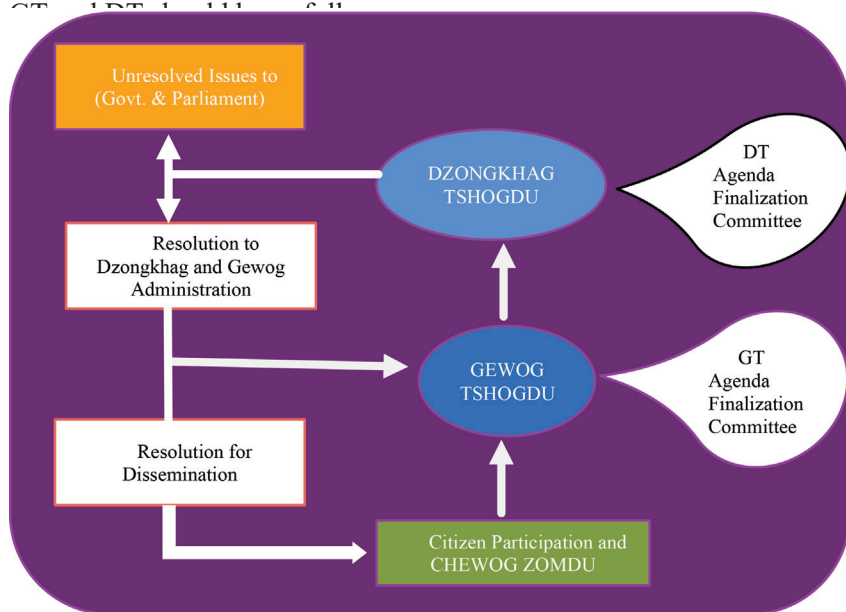 Unresolved Issues to
(Govt. & Parliament)
DZONGKHAG
TSHOGDU
DT
Agenda
Finalization
Committee
Resolution to
Dzongkhag and Gewog
Administration
GEWOG
TSHOGDU
GT
Agenda
Finalization
Committee
Resolution for
Dissemination
Citizen Participation and
CHEWOG ZOMDU